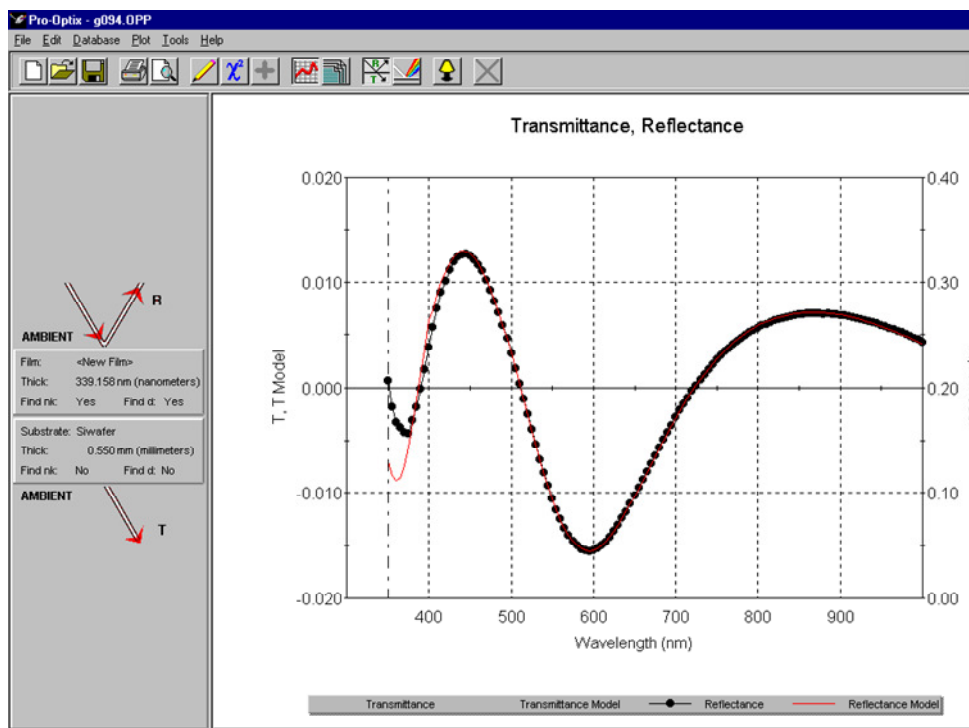 Pro-Optix - g094.OPP
File Edit Database Plot Tools Help
χ²
R
T
R
AMBIENT
Film: <New Film>
Thick: 339.158 nm (nanometers)
Find nk: Yes Find d: Yes
Substrate: Siwafer
Thick: 0.550 mm (millimeters)
Find nk: No Find d: No
AMBIENT
T
Transmittance, Reflectance
0.020
0.010
0.000
-0.010
-0.020
T, T Model
0.40
0.30
0.20
0.10
0.00
400 500 600 700 800 900
Wavelength (nm)
Transmittance Transmittance Model Reflectance Reflectance Model